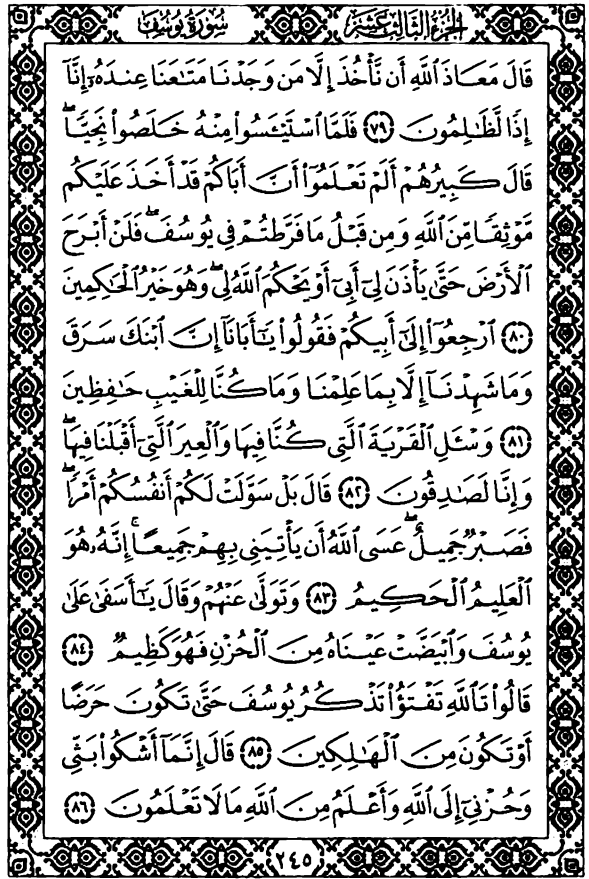 الجزء الثالث عشر
سورة يوسف
قَالَ مَعَاذَ ٱللَّهِ أَن نَّأۡخُذَ إِلَّا مَن وَجَدۡنَا مَتَٰعَنَا عِندَهُۥٓ إِنَّآ
إِذٗا لَّظَٰلِمُونَ ٧٩ فَلَمَّا ٱسۡتَيۡـَٔسُواْ مِنۡهُ خَلَصُواْ نَجِيّٗاۖ
قَالَ كَبِيرُهُمۡ أَلَمۡ تَعۡلَمُوٓاْ أَنَّ أَبَاكُمۡ قَدۡ أَخَذَ عَلَيۡكُم
مَّوۡثِقٗا مِّنَ ٱللَّهِ وَمِن قَبۡلُ مَا فَرَّطتُمۡ فِي يُوسُفَۖ فَلَنۡ أَبۡرَحَ
ٱلۡأَرۡضَ حَتَّىٰ يَأۡذَنَ لِيٓ أَبِيٓ أَوۡ يَحۡكُمَ ٱللَّهُ لِيۖ وَهُوَ خَيۡرُ ٱلۡحَٰكِمِينَ
٨٠ ٱرۡجِعُوٓاْ إِلَىٰٓ أَبِيكُمۡ فَقُولُواْ يَٰٓأَبَانَآ إِنَّ ٱبۡنَكَ سَرَقَ
وَمَا شَهِدۡنَآ إِلَّا بِمَا عَلِمۡنَا وَمَا كُنَّا لِلۡغَيۡبِ حَٰفِظِينَ
٨١ وَسۡـَٔلِ ٱلۡقَرۡيَةَ ٱلَّتِي كُنَّا فِيهَا وَٱلۡعِيرَ ٱلَّتِيٓ أَقۡبَلۡنَا فِيهَاۖ
وَإِنَّا لَصَٰدِقُونَ ٨٢ قَالَ بَلۡ سَوَّلَتۡ لَكُمۡ أَنفُسُكُمۡ أَمۡرٗاۖ
فَصَبۡرٞ جَمِيلٌۖ عَسَى ٱللَّهُ أَن يَأۡتِيَنِي بِهِمۡ جَمِيعًاۚ إِنَّهُۥ هُوَ
ٱلۡعَلِيمُ ٱلۡحَكِيمُ ٨٣ وَتَوَلَّىٰ عَنۡهُمۡ وَقَالَ يَٰٓأَسَفَىٰ عَلَىٰ
يُوسُفَ وَٱبۡيَضَّتۡ عَيۡنَاهُ مِنَ ٱلۡحُزۡنِ فَهُوَ كَظِيمٞ ٨٤
قَالُواْ تَٱللَّهِ تَفۡتَؤُاْ تَذۡكُرُ يُوسُفَ حَتَّىٰ تَكُونَ حَرَضًا
أَوۡ تَكُونَ مِنَ ٱلۡهَٰلِكِينَ ٨٥ قَالَ إِنَّمَآ أَشۡكُواْ بَثِّي
وَحُزۡنِيٓ إِلَى ٱللَّهِ وَأَعۡلَمُ مِنَ ٱللَّهِ مَا لَا تَعۡلَمُونَ ٨٦
٢٤٥